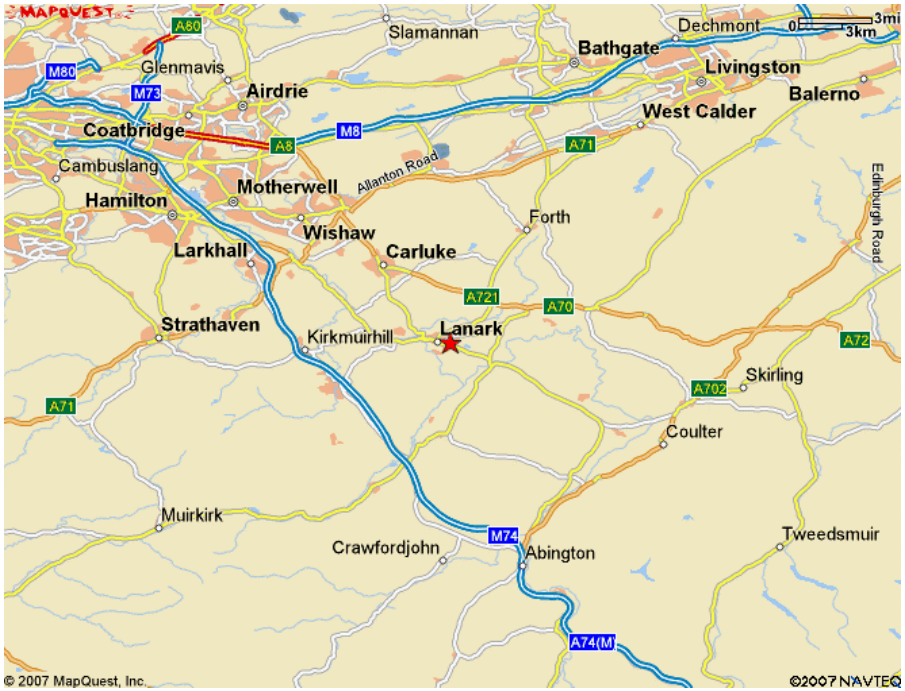 MAPQUEST
A80
Slamannan
Dechmont
0
3mi
3km
Bathgate
M80
Glenmavis
Livingston
M73
Airdrie
Balerno
West Calder
Coatbridge
M8
A8
A71
Cambuslang
Allanton Road
Edinburgh Road
Motherwell
Hamilton
Forth
Wishaw
Larkhall
Carluke
A721
A70
Strathaven
Kirkmuirhill
Lanark
A72
Skirling
A702
A71
Coulter
Muirkirk
M74
Tweedsmuir
Crawfordjohn
Abington
A74(M)
© 2007 MapQuest, Inc.
©2007 NAVTEQ